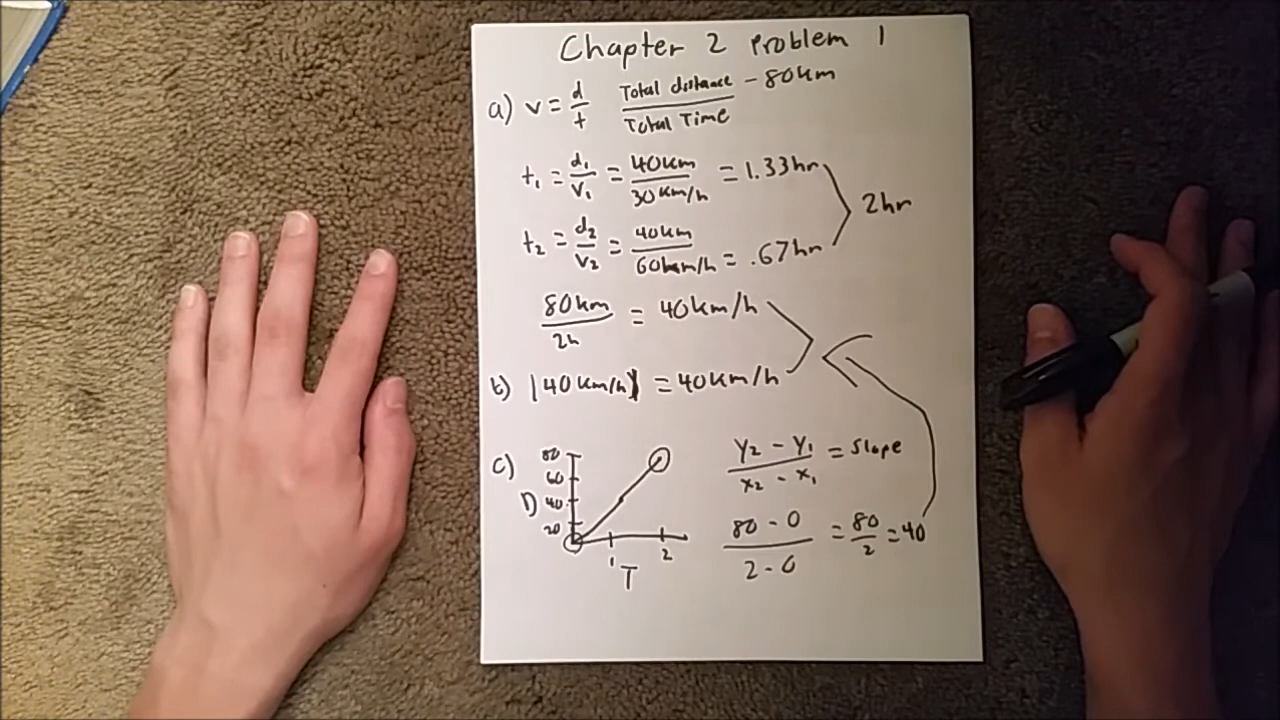 Chapter 2 Problem 1
a) v = d/t Total distance/Total Time - 80km
t₁ = d₁/v₁ = 40km/30km/h = 1.33hr
2hr
t₂ = d₂/v₂ = 40km/60km/h = .67hr
80km/2h = 40km/h
b) |40km/h| = 40km/h
c) 80 60 40 20
D)
1 2
T
Y₂ - Y₁/x₂ - x₁ = Slope
80 - 0/2 - 0 = 80/2 = 40